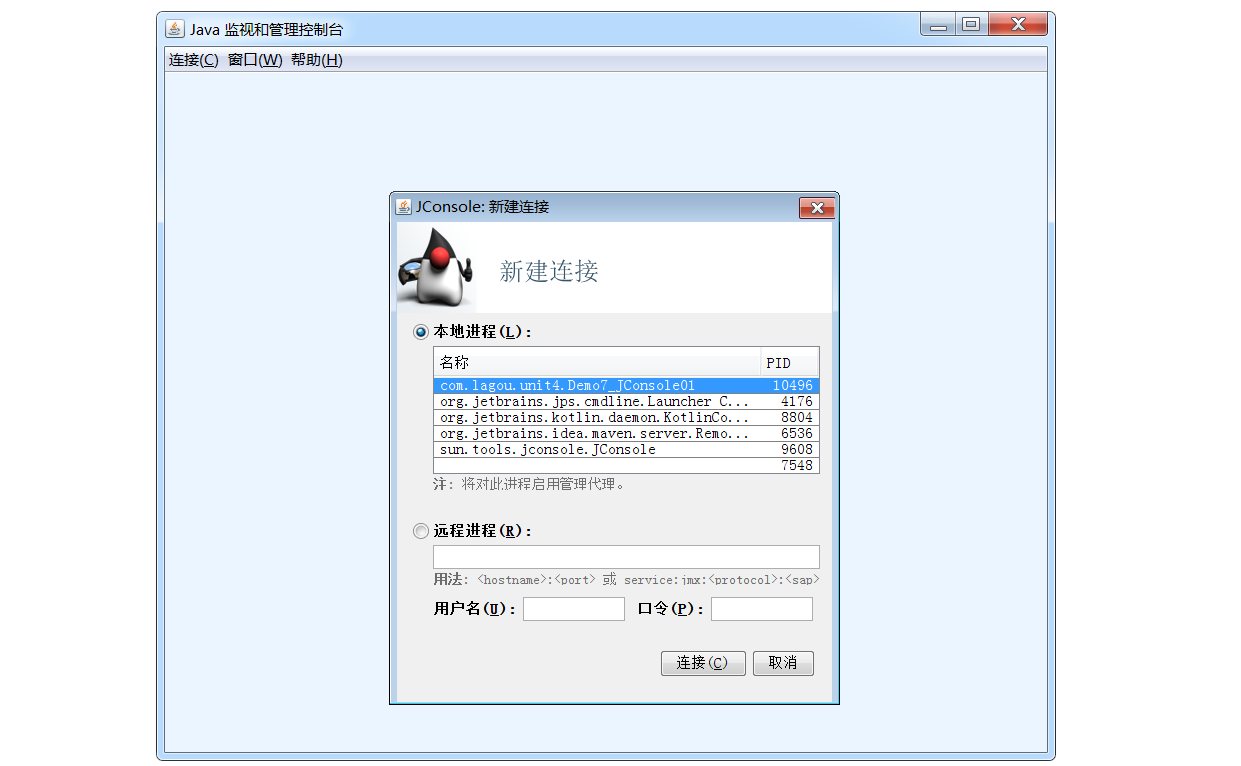 Java 监视和管理控制台
连接(C) 窗口(W) 帮助(H)
JConsole: 新建连接
新建连接
本地进程(L):
名称 PID
com.lagou.unit4.Demo7_JConsole01 10496
org.jetbrains.jps.cmdline.Launcher C... 4176
org.jetbrains.kotlin.daemon.KotlinCo... 8804
org.jetbrains.idea.maven.server.Remo... 6536
sun.tools.jconsole.JConsole 9608
7548
注: 将对此进程启用管理代理。
远程进程(R):
用法: <hostname>:<port> 或 service:jmx:<protocol>:<sap>
用户名(U): 口令(P):
连接(C) 取消